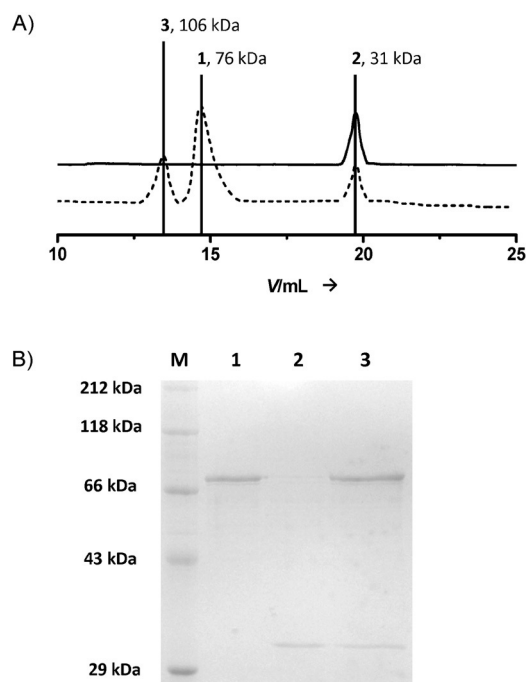 A)
3, 106 kDa
1, 76 kDa
2, 31 kDa
10
15
20
25
V/mL →
B)
M 1 2 3
212 kDa
118 kDa
66 kDa
43 kDa
29 kDa